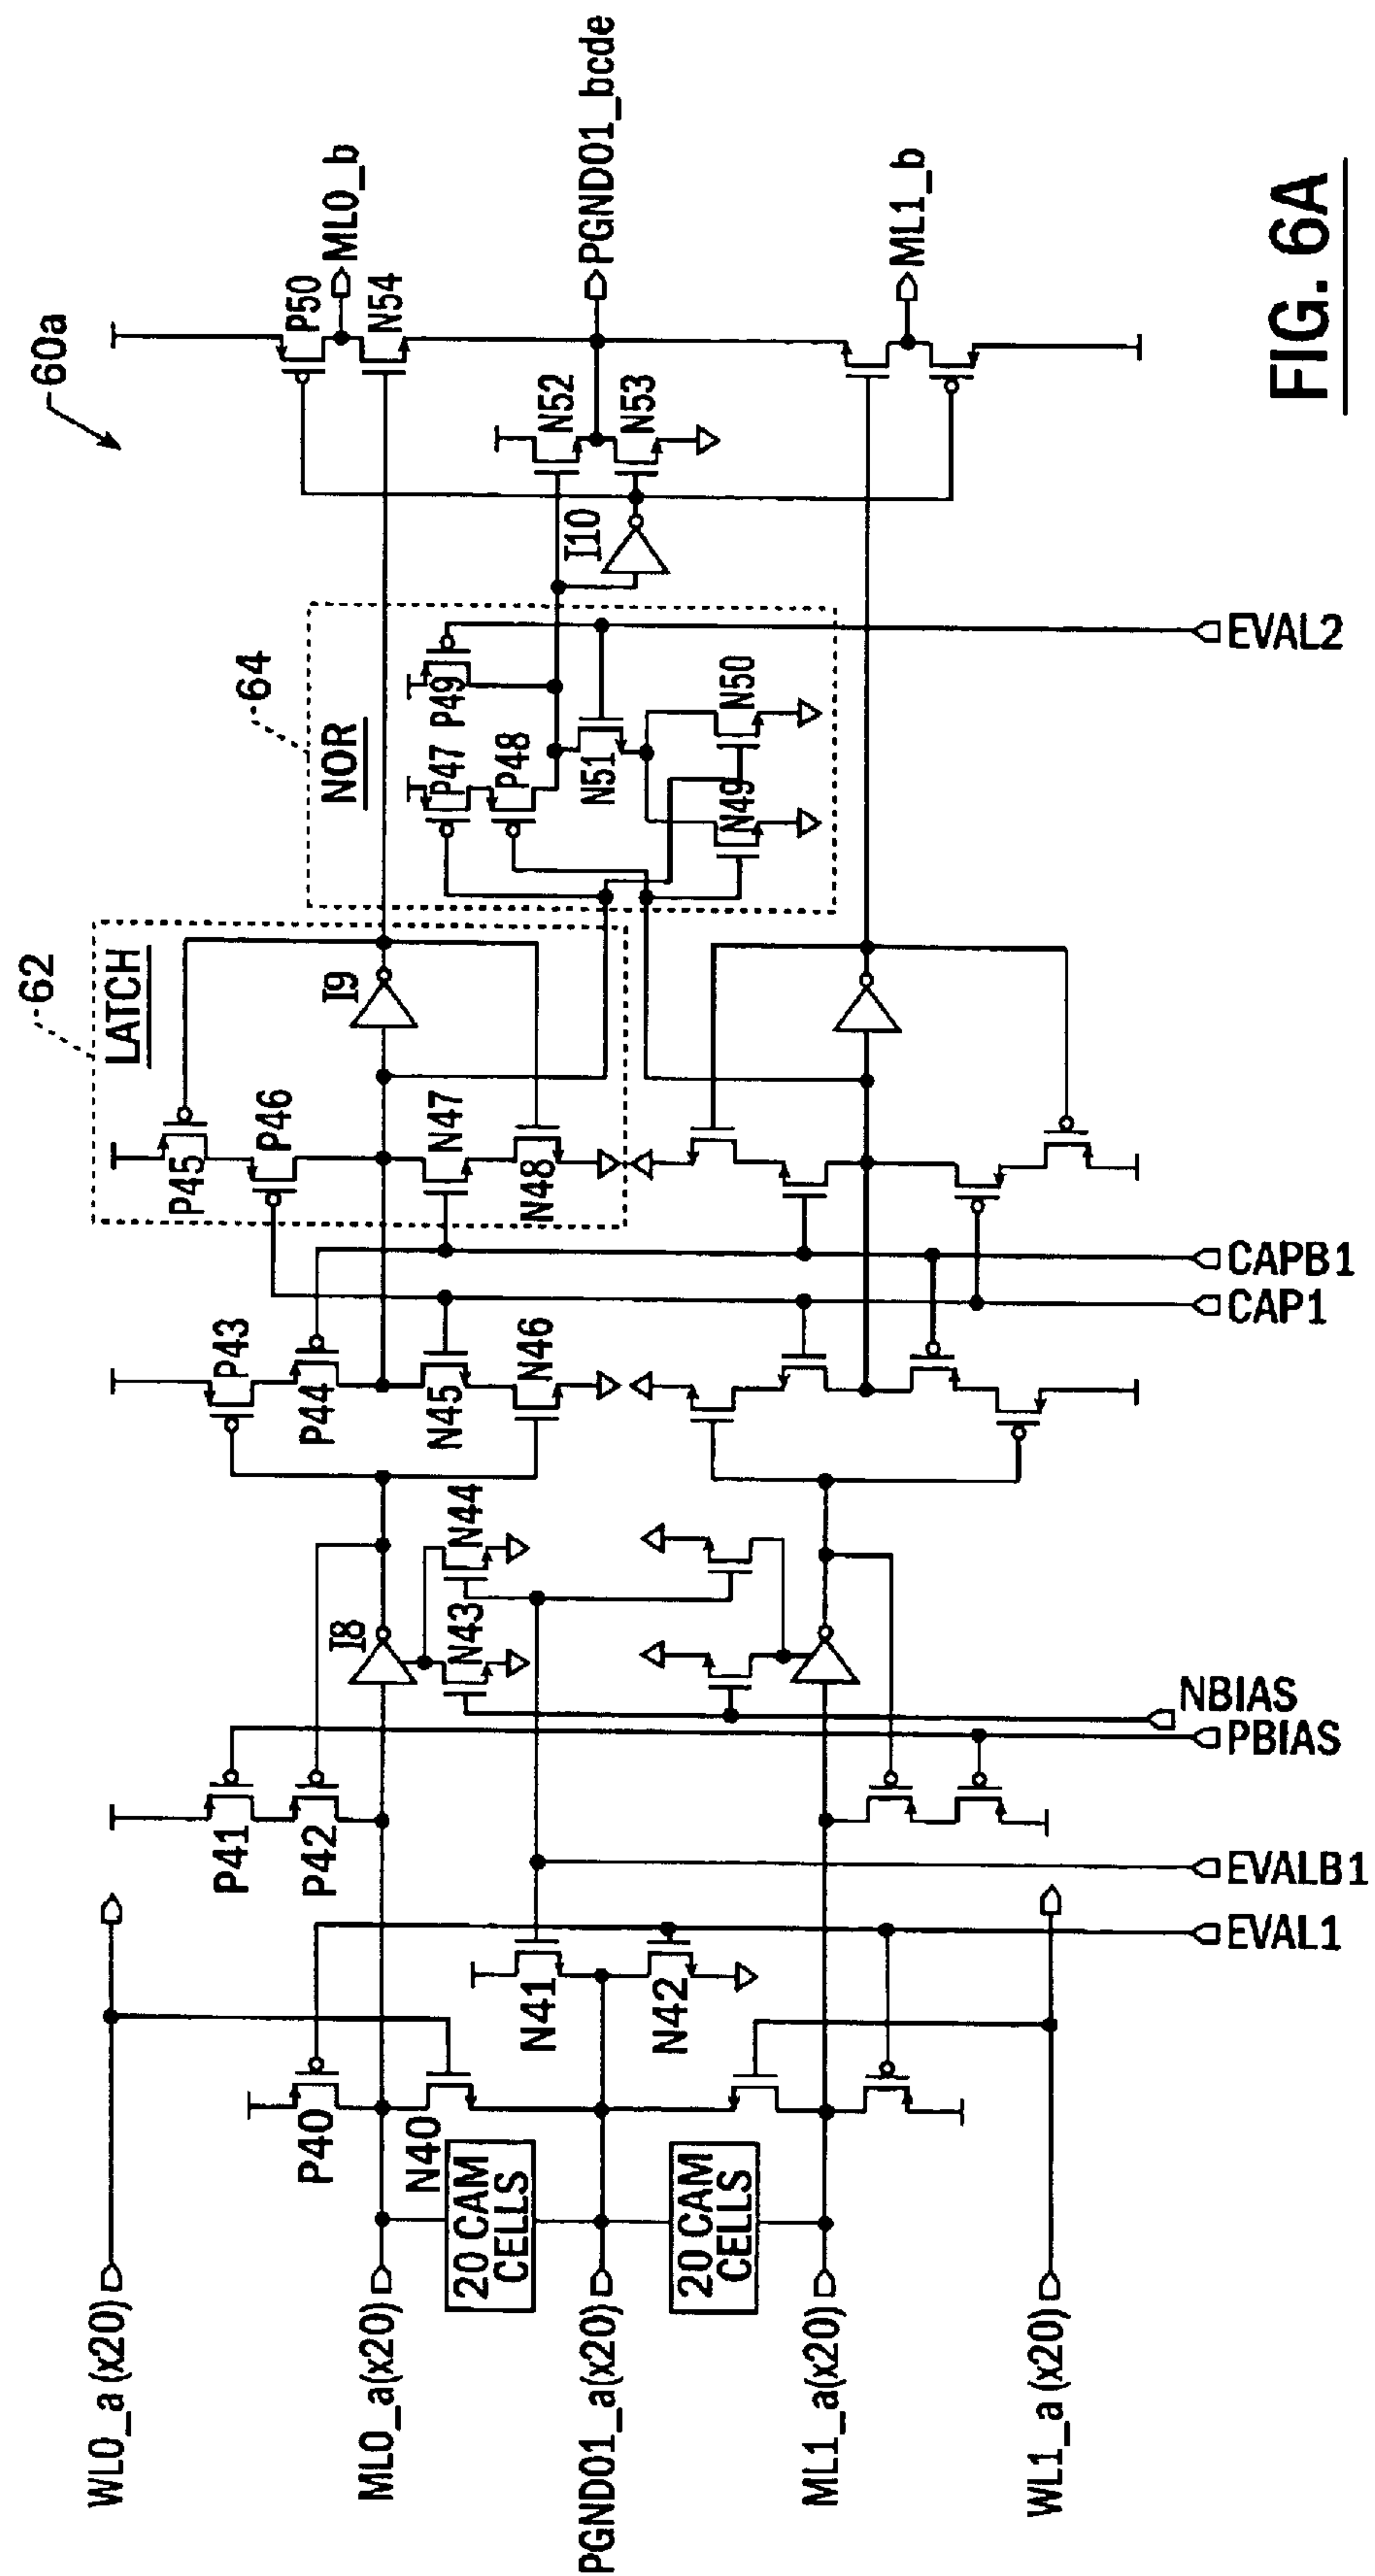 60a
62
LATCH
64
NOR
WL0_a (x20)
ML0_a(x20)
PGND01_a(x20)
ML1_a(x20)
WL1_a (x20)
20 CAM
CELLS
20 CAM
CELLS
P40
N40
N41
N42
P41
P42
I8
N43
N44
P43
P44
N45
N46
P45
P46
N47
N48
I9
P47
P48
P49
N51
N49
N50
I10
N52
N53
P50
N54
ML0_b
PGND01_bcde
ML1_b
EVAL1
EVALB1
PBIAS
NBIAS
CAP1
CAPB1
EVAL2
FIG. 6A